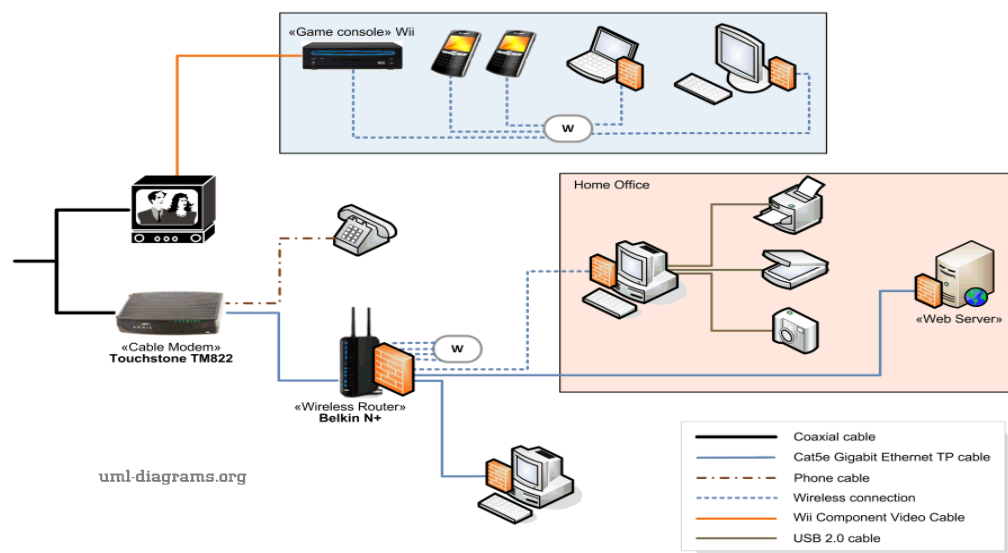 «Game console» Wii
Wii
W
Home Office
«Cable Modem»
Touchstone TM822
W
«Web Server»
«Wireless Router»
Belkin N+
uml-diagrams.org
Coaxial cable
Cat5e Gigabit Ethernet TP cable
Phone cable
Wireless connection
Wii Component Video Cable
USB 2.0 cable